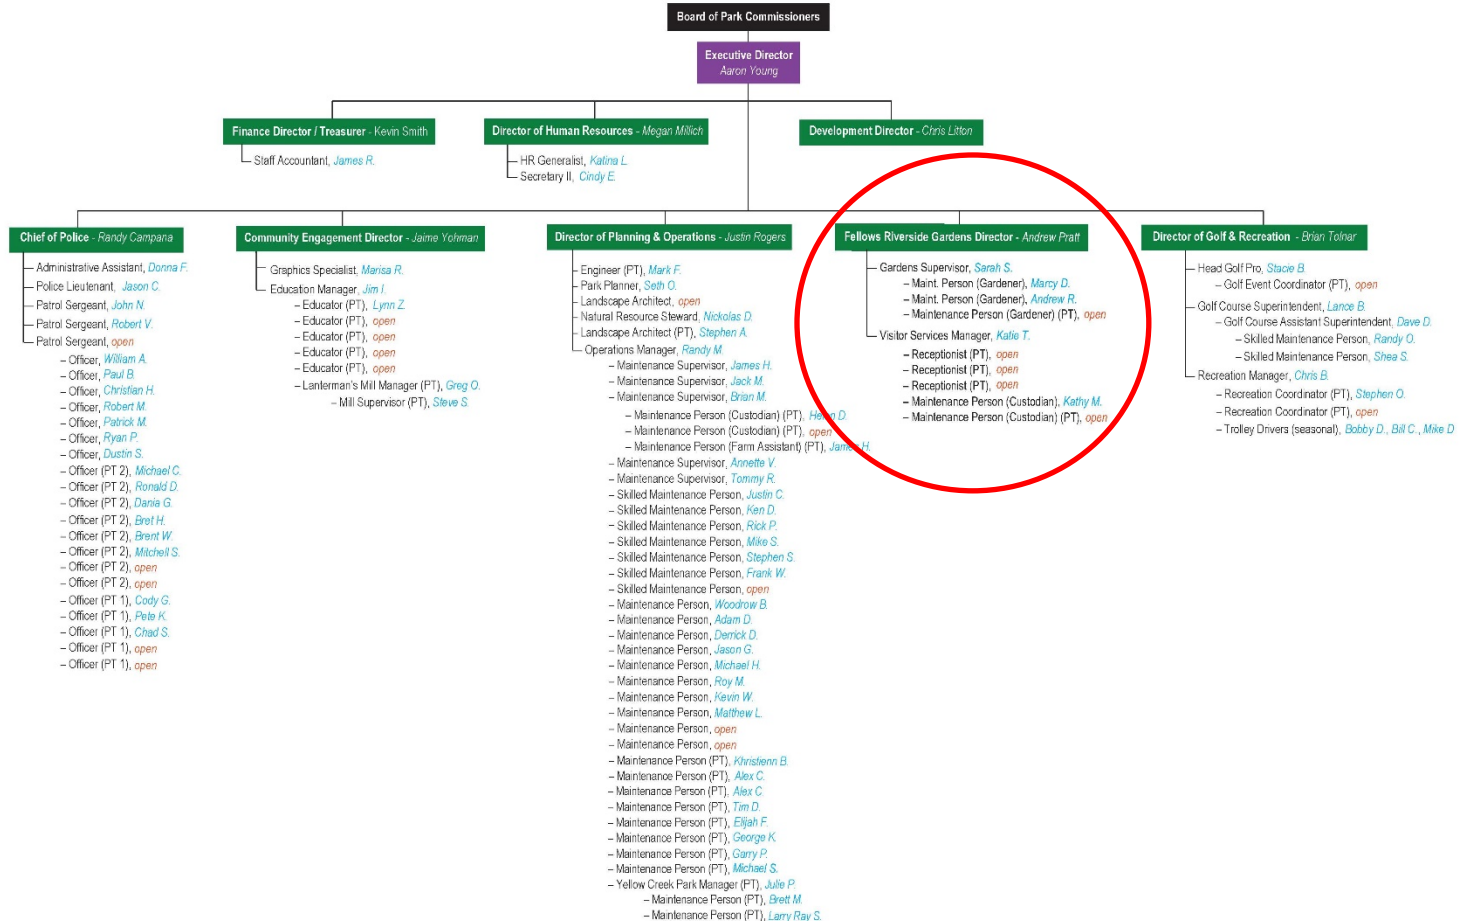 Board of Park Commissioners
Executive Director
Aaron Young
Finance Director / Treasurer - Kevin Smith
Staff Accountant, James R.
Director of Human Resources - Megan Millich
HR Generalist, Katina L.
Secretary II, Cindy E.
Development Director - Chris Litton
Chief of Police - Randy Campana
Administrative Assistant, Donna F.
Police Lieutenant, Jason C.
Patrol Sergeant, John N.
Patrol Sergeant, Robert V.
Patrol Sergeant, open
– Officer, William A.
– Officer, Paul B.
– Officer, Christian H.
– Officer, Robert M.
– Officer, Patrick M.
– Officer, Ryan P.
– Officer, Dustin S.
– Officer (PT 2), Michael C.
– Officer (PT 2), Ronald D.
– Officer (PT 2), Dania G.
– Officer (PT 2), Bret H.
– Officer (PT 2), Brent W.
– Officer (PT 2), Mitchell S.
– Officer (PT 2), open
– Officer (PT 2), open
– Officer (PT 1), Cody G.
– Officer (PT 1), Pete K.
– Officer (PT 1), Chad S.
– Officer (PT 1), open
– Officer (PT 1), open
Community Engagement Director - Jaime Yohman
Graphics Specialist, Marisa R.
Education Manager, Jim I.
– Educator (PT), Lynn Z.
– Educator (PT), open
– Educator (PT), open
– Educator (PT), open
– Educator (PT), open
– Lanterman's Mill Manager (PT), Greg O.
– Mill Supervisor (PT), Steve S.
Director of Planning & Operations - Justin Rogers
Engineer (PT), Mark F.
Park Planner, Seth O.
Landscape Architect, open
Natural Resource Steward, Nickolas D.
Landscape Architect (PT), Stephen A.
Operations Manager, Randy M.
– Maintenance Supervisor, James H.
– Maintenance Supervisor, Jack M.
– Maintenance Supervisor, Brian M.
– Maintenance Person (Custodian) (PT), D.
– Maintenance Person (Custodian) (PT), open
– Maintenance Person (Farm Assistant) (PT), James H.
– Maintenance Supervisor, Annette V.
– Maintenance Supervisor, Tommy R.
– Skilled Maintenance Person, Justin C.
– Skilled Maintenance Person, Ken D.
– Skilled Maintenance Person, Rick P.
– Skilled Maintenance Person, Mike S.
– Skilled Maintenance Person, Stephen S.
– Skilled Maintenance Person, Frank W.
– Skilled Maintenance Person, open
– Maintenance Person, Woodrow B.
– Maintenance Person, Adam D.
– Maintenance Person, Derrick D.
– Maintenance Person, Jason G.
– Maintenance Person, Michael H.
– Maintenance Person, Roy M.
– Maintenance Person, Kevin W.
– Maintenance Person, Matthew L.
– Maintenance Person, open
– Maintenance Person, open
– Maintenance Person (PT), Khristienn B.
– Maintenance Person (PT), Alex C.
– Maintenance Person (PT), Alex C
– Maintenance Person (PT), Tim D.
– Maintenance Person (PT), Elijah F.
– Maintenance Person (PT), George K.
– Maintenance Person (PT), Garry P.
– Maintenance Person (PT), Michael S.
– Yellow Creek Park Manager (PT), Julie P.
– Maintenance Person (PT), Brett M.
– Maintenance Person (PT), Larry Ray S.
Fellows Riverside Gardens Director - Andrew Pratt
Gardens Supervisor, Sarah S.
– Maint. Person (Gardener), Marcy D.
– Maint. Person (Gardener), Andrew R.
– Maintenance Person (Gardener) (PT), open
Visitor Services Manager, Katie T.
– Receptionist (PT), open
– Receptionist (PT), open
– Receptionist (PT), open
– Maintenance Person (Custodian), Kathy M.
– Maintenance Person (Custodian) (PT), open
Director of Golf & Recreation - Brian Tolnar
Head Golf Pro, Stacie B.
– Golf Event Coordinator (PT), open
Golf Course Superintendent, Lance B.
– Golf Course Assistant Superintendent, Dave D.
– Skilled Maintenance Person, Randy O.
– Skilled Maintenance Person, Shea S.
Recreation Manager, Chris B.
– Recreation Coordinator (PT), Stephen O.
– Recreation Coordinator (PT), open
– Trolley Drivers (seasonal), Bobby D., Bill C., Mike D